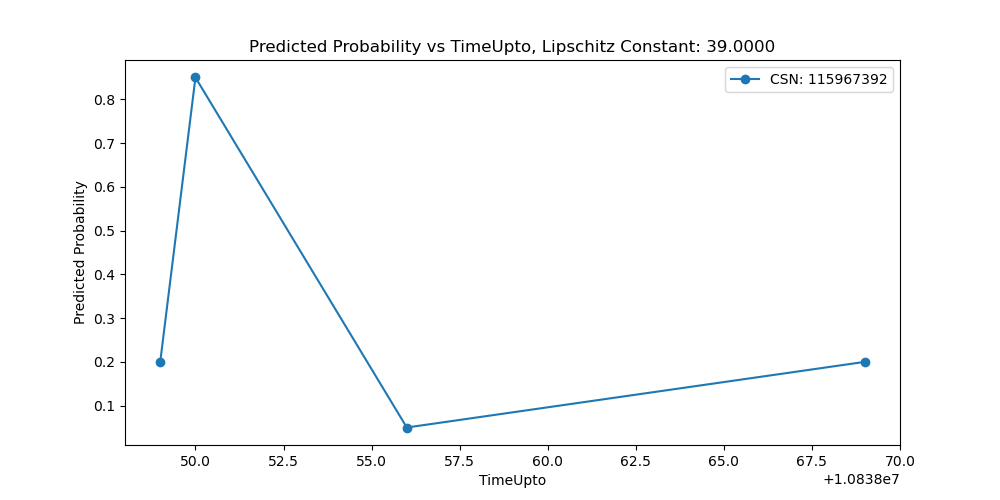 Predicted Probability vs TimeUpto, Lipschitz Constant: 39.0000
CSN: 115967392
Predicted Probability
0.8
0.7
0.6
0.5
0.4
0.3
0.2
0.1
50.0 52.5 55.0 57.5 60.0 62.5 65.0 67.5 70.0
TimeUpto
+1.0838e7